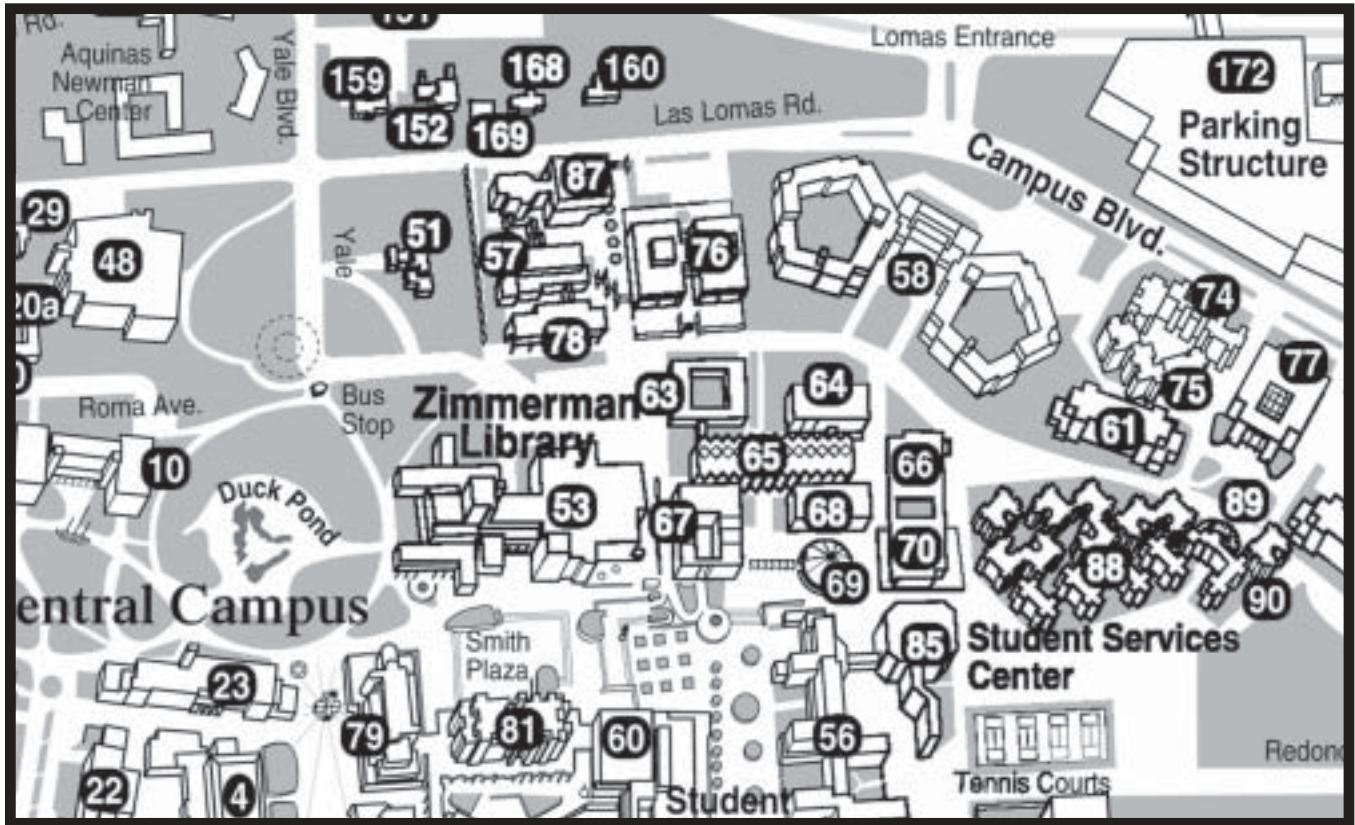 Rd.
Aquinas
Newman
Center
Yale Blvd.
159
152
168
169
160
Las Lomas Rd.
Lomas Entrance
172
Parking
Structure
Campus Blvd.
29
48
20a
Yale
51
87
57
76
78
58
74
75
77
61
Roma Ave.
Bus
Stop
10
Duck Pond
Zimmerman
Library
53
63
64
65
66
67
68
69
70
88
89
90
entral Campus
23
Smith
Plaza
79
81
60
56
85
Student Services
Center
22
4
Student
Tennis Courts
Redond